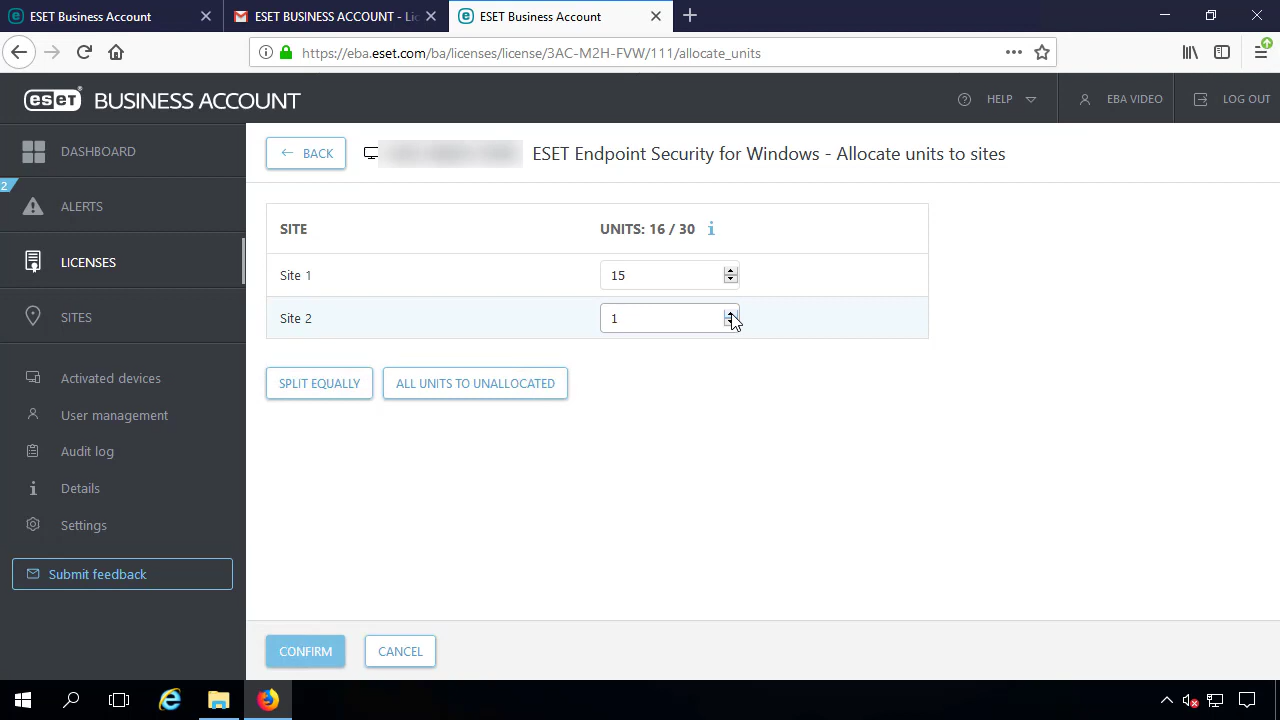 ESET Business Account
ESET BUSINESS ACCOUNT - Lic
ESET Business Account
https://eba.eset.com/ba/licenses/license/3AC-M2H-FVW/111/allocate_units
eset BUSINESS ACCOUNT
HELP
EBA VIDEO
LOG OUT
DASHBOARD
2
ALERTS
LICENSES
SITES
Activated devices
User management
Audit log
Details
Settings
Submit feedback
BACK
ESET Endpoint Security for Windows - Allocate units to sites
SITE
UNITS: 16 / 30
Site 1
15
Site 2
1
SPLIT EQUALLY
ALL UNITS TO UNALLOCATED
CONFIRM
CANCEL